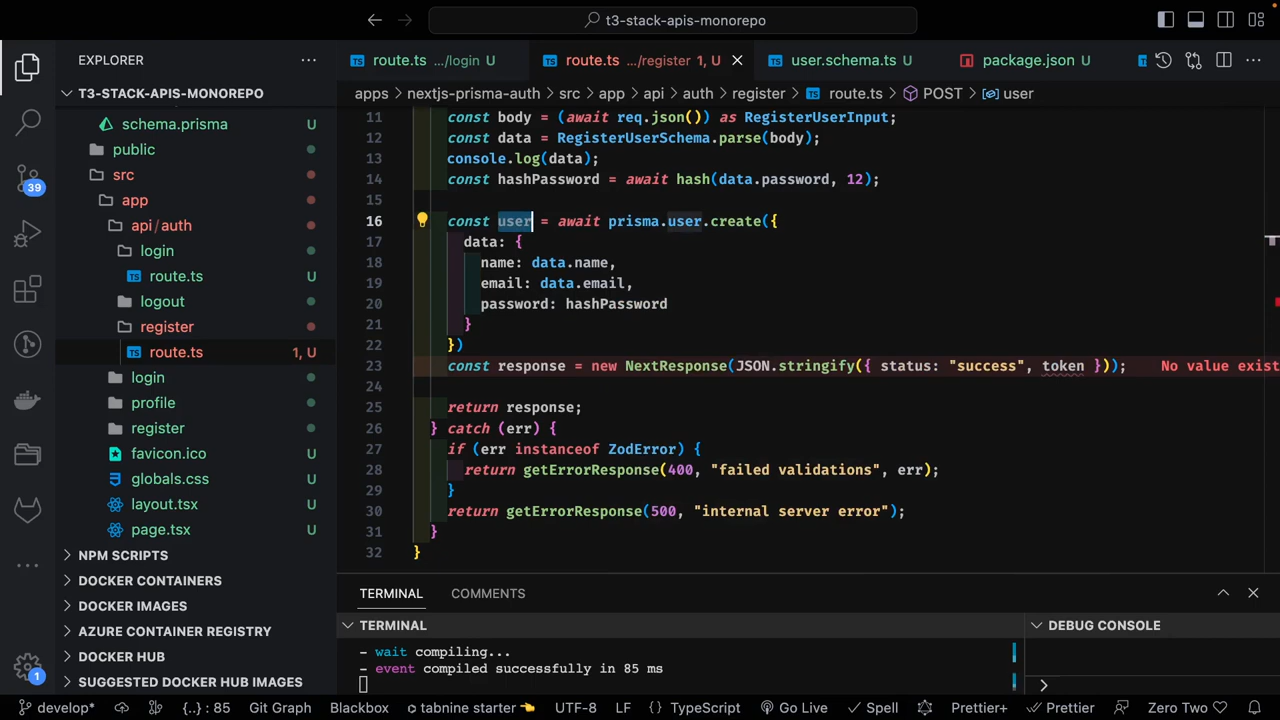 t3-stack-apis-monorepo
EXPLORER
T3-STACK-APIS-MONOREPO
schema.prisma U
public
src
app
api/auth
login
route.ts U
logout
register
route.ts 1, U
login
profile
register
favicon.ico U
globals.css U
layout.tsx U
page.tsx U
NPM SCRIPTS
DOCKER CONTAINERS
DOCKER IMAGES
AZURE CONTAINER REGISTRY
DOCKER HUB
SUGGESTED DOCKER HUB IMAGES
39
1
TS route.ts .../login U
TS route.ts .../register 1, U
TS user.schema.ts U
package.json U
apps > nextjs-prisma-auth > src > app > api > auth > register > TS route.ts > POST > user
11 const body = (await req.json()) as RegisterUserInput;
12 const data = RegisterUserSchema.parse(body);
13 console.log(data);
14 const hashPassword = await hash(data.password, 12);
15
16 const user = await prisma.user.create({
17 data: {
18 name: data.name,
19 email: data.email,
20 password: hashPassword
21 }
22 })
23 const response = new NextResponse(JSON.stringify({ status: "success", token })); No value exist
24
25 return response;
26 } catch (err) {
27 if (err instanceof ZodError) {
28 return getErrorResponse(400, "failed validations", err);
29 }
30 return getErrorResponse(500, "internal server error");
31 }
32 }
TERMINAL COMMENTS
TERMINAL
- wait compiling...
- event compiled successfully in 85 ms
DEBUG CONSOLE
develop* {..} : 85 Git Graph Blackbox tabnine starter 👈 UTF-8 LF {} TypeScript Go Live Spell Prettier+ Prettier Zero Two